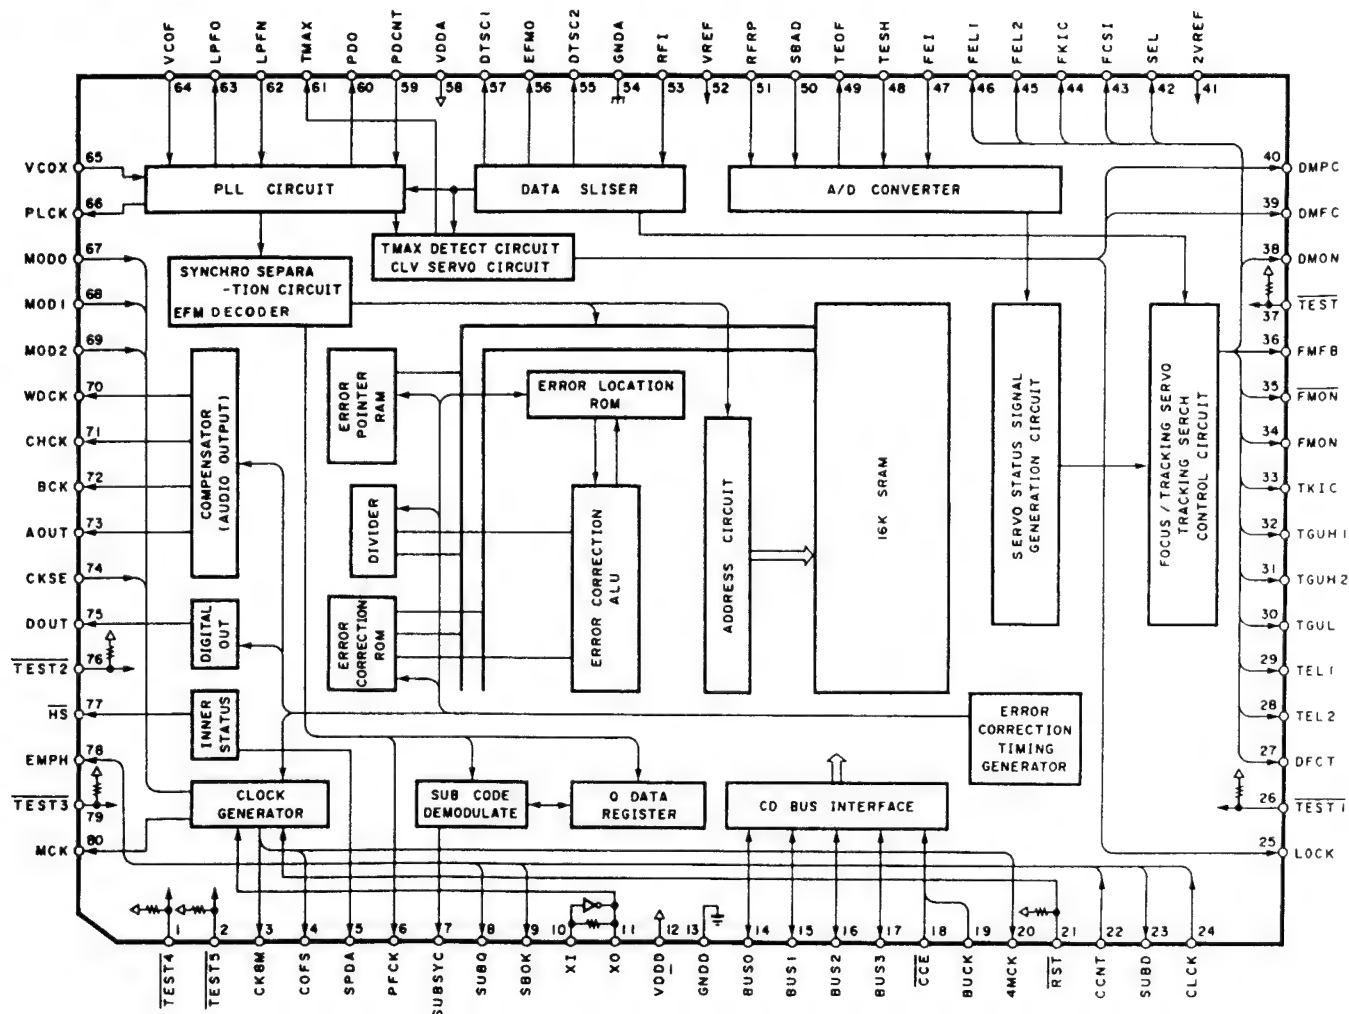 VCOF
LPFO
LPFN
TMAX
PDO
PDCNT
VDDA
DTSC1
EFMO
DTSC2
GNDA
RFI
VREF
RFRP
SBAD
TEOF
TESH
FEI
FEL1
FEL2
FKIC
FCSI
SEL
2VREF
64
63
62
61
60
59
58
57
56
55
54
53
52
51
50
49
48
47
46
45
44
43
42
41
VCOX
65
PLCK
66
MOD0
67
MOD1
68
MOD2
69
WDCK
70
CHCK
71
BCK
72
AOUT
73
CKSE
74
DOUT
75
TEST2
76
HS
77
EMPH
78
TEST3
79
MCK
80
PLL CIRCUIT
DATA SLISER
A/D CONVERTER
TMAX DETECT CIRCUIT
CLV SERVO CIRCUIT
SYNCHRO SEPARA
-TION CIRCUIT
EFM DECODER
COMPENSATOR
(AUDIO OUTPUT)
ERROR
POINTER
RAM
ERROR LOCATION
ROM
DIVIDER
ERROR
CORRECTION
ROM
ERROR CORRECTION
ALU
ADDRESS CIRCUIT
16K SRAM
SERVO STATUS SIGNAL
GENERATION CIRCUIT
FOCUS/TRACKING SERVO
TRACKING SERCH
CONTROL CIRCUIT
DIGITAL
OUT
INNER
STATUS
CLOCK
GENERATOR
SUB CODE
DEMODULATE
Q DATA
REGISTER
CD BUS INTERFACE
ERROR
CORRECTION
TIMING
GENERATOR
40
DMPC
39
DMFC
38
DMON
37
TEST
36
FMFB
35
FMON
34
FMON
33
TKIC
32
TGUH1
31
TGUH2
30
TGUL
29
TEL1
28
TEL2
27
DFCT
26
TEST1
25
LOCK
1
2
3
4
5
6
7
8
9
10
11
12
13
14
15
16
17
18
19
20
21
22
23
24
TEST4
TEST5
CK8M
COFS
SPDA
PFCK
SUBSYC
SUBQ
SBOK
XI
XO
VDDD
GNDD
BUS0
BUS1
BUS2
BUS3
CCE
BUCK
4MCK
RST
CCNT
SUBD
CLCK